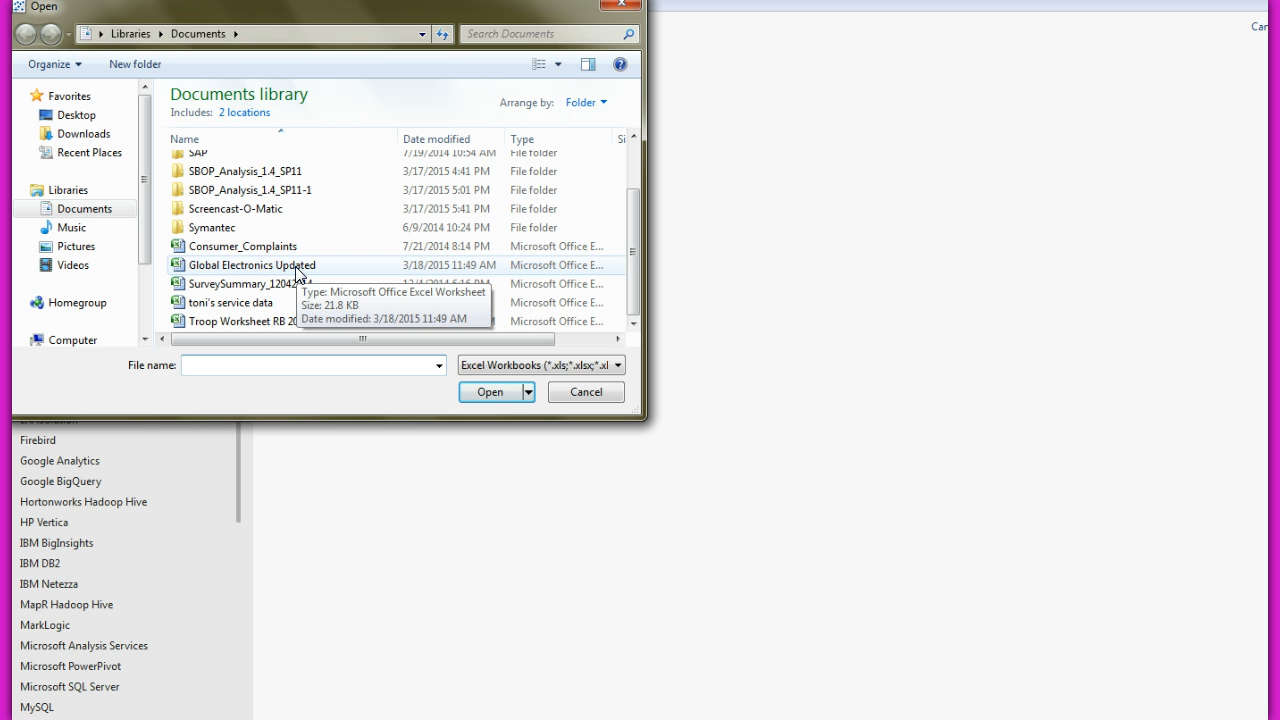 Open
Libraries Documents Search Documents
Can
Organize New folder
Favorites
Desktop
Downloads
Recent Places
Libraries
Documents
Music
Pictures
Videos
Homegroup
Computer
Documents library
Includes: 2 locations
Arrange by: Folder
Name Date modified Type Si
SAP 7/19/2014 10:54 AM File folder
SBOP_Analysis_1.4_SP11 3/17/2015 4:41 PM File folder
SBOP_Analysis_1.4_SP11-1 3/17/2015 5:01 PM File folder
Screencast-O-Matic 3/17/2015 5:41 PM File folder
Symantec 6/9/2014 10:24 PM File folder
Consumer_Complaints 7/21/2014 8:14 PM Microsoft Office E...
Global Electronics Updated 3/18/2015 11:49 AM Microsoft Office E...
SurveySummary_1204 Microsoft Office E...
toni's service data Microsoft Office E...
Troop Worksheet RB 20 Microsoft Office E...
Type: Microsoft Office Excel Worksheet
Size: 21.8 KB
Date modified: 3/18/2015 11:49 AM
File name: Excel Workbooks (*.xls;*.xlsx;*.xl
Open Cancel
Firebird
Google Analytics
Google BigQuery
Hortonworks Hadoop Hive
HP Vertica
IBM BigInsights
IBM DB2
IBM Netezza
MapR Hadoop Hive
MarkLogic
Microsoft Analysis Services
Microsoft PowerPivot
Microsoft SQL Server
MySQL